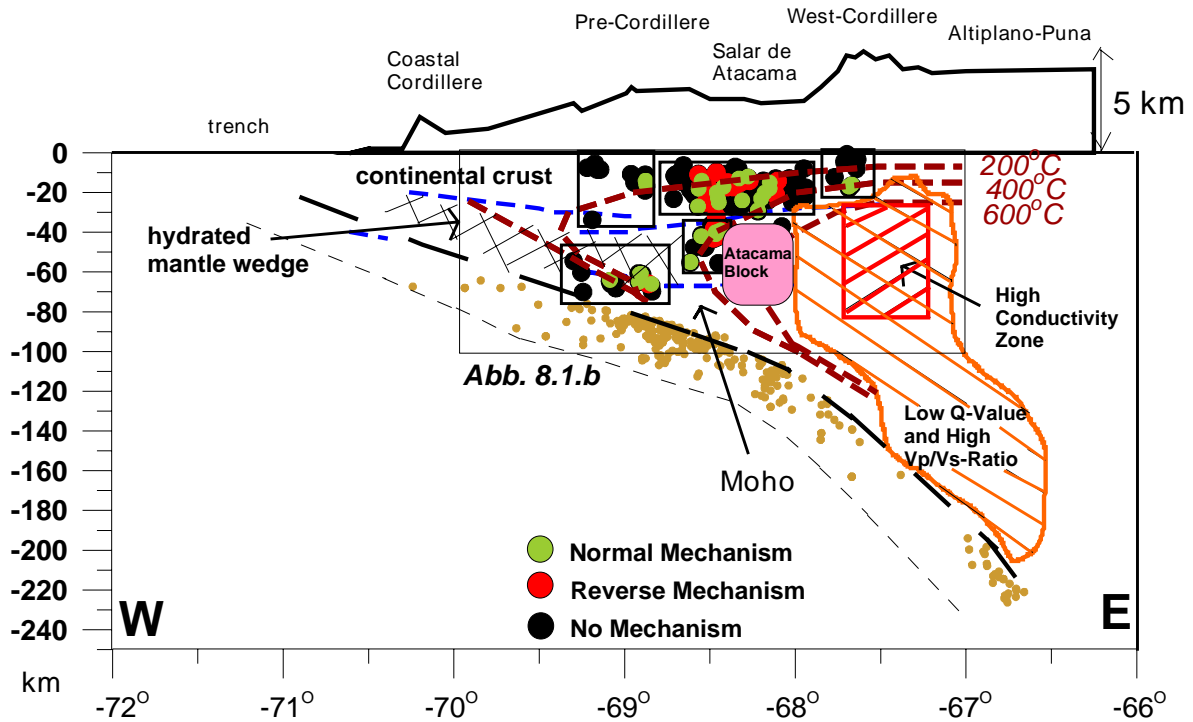 West-Cordillere
Pre-Cordillere
Altiplano-Puna
Coastal
Cordillere
Salar de
Atacama
5 km
trench
0
-20
-40
-60
-80
-100
-120
-140
-160
-180
-200
-220
-240
km
continental crust
200°C
400°C
600°C
hydrated
mantle wedge
Atacama
Block
High
Conductivity
Zone
Abb. 8.1.b
Low Q-Value
and High
Vp/Vs-Ratio
Moho
Normal Mechanism
Reverse Mechanism
No Mechanism
W
E
-72°
-71°
-70°
-69°
-68°
-67°
-66°